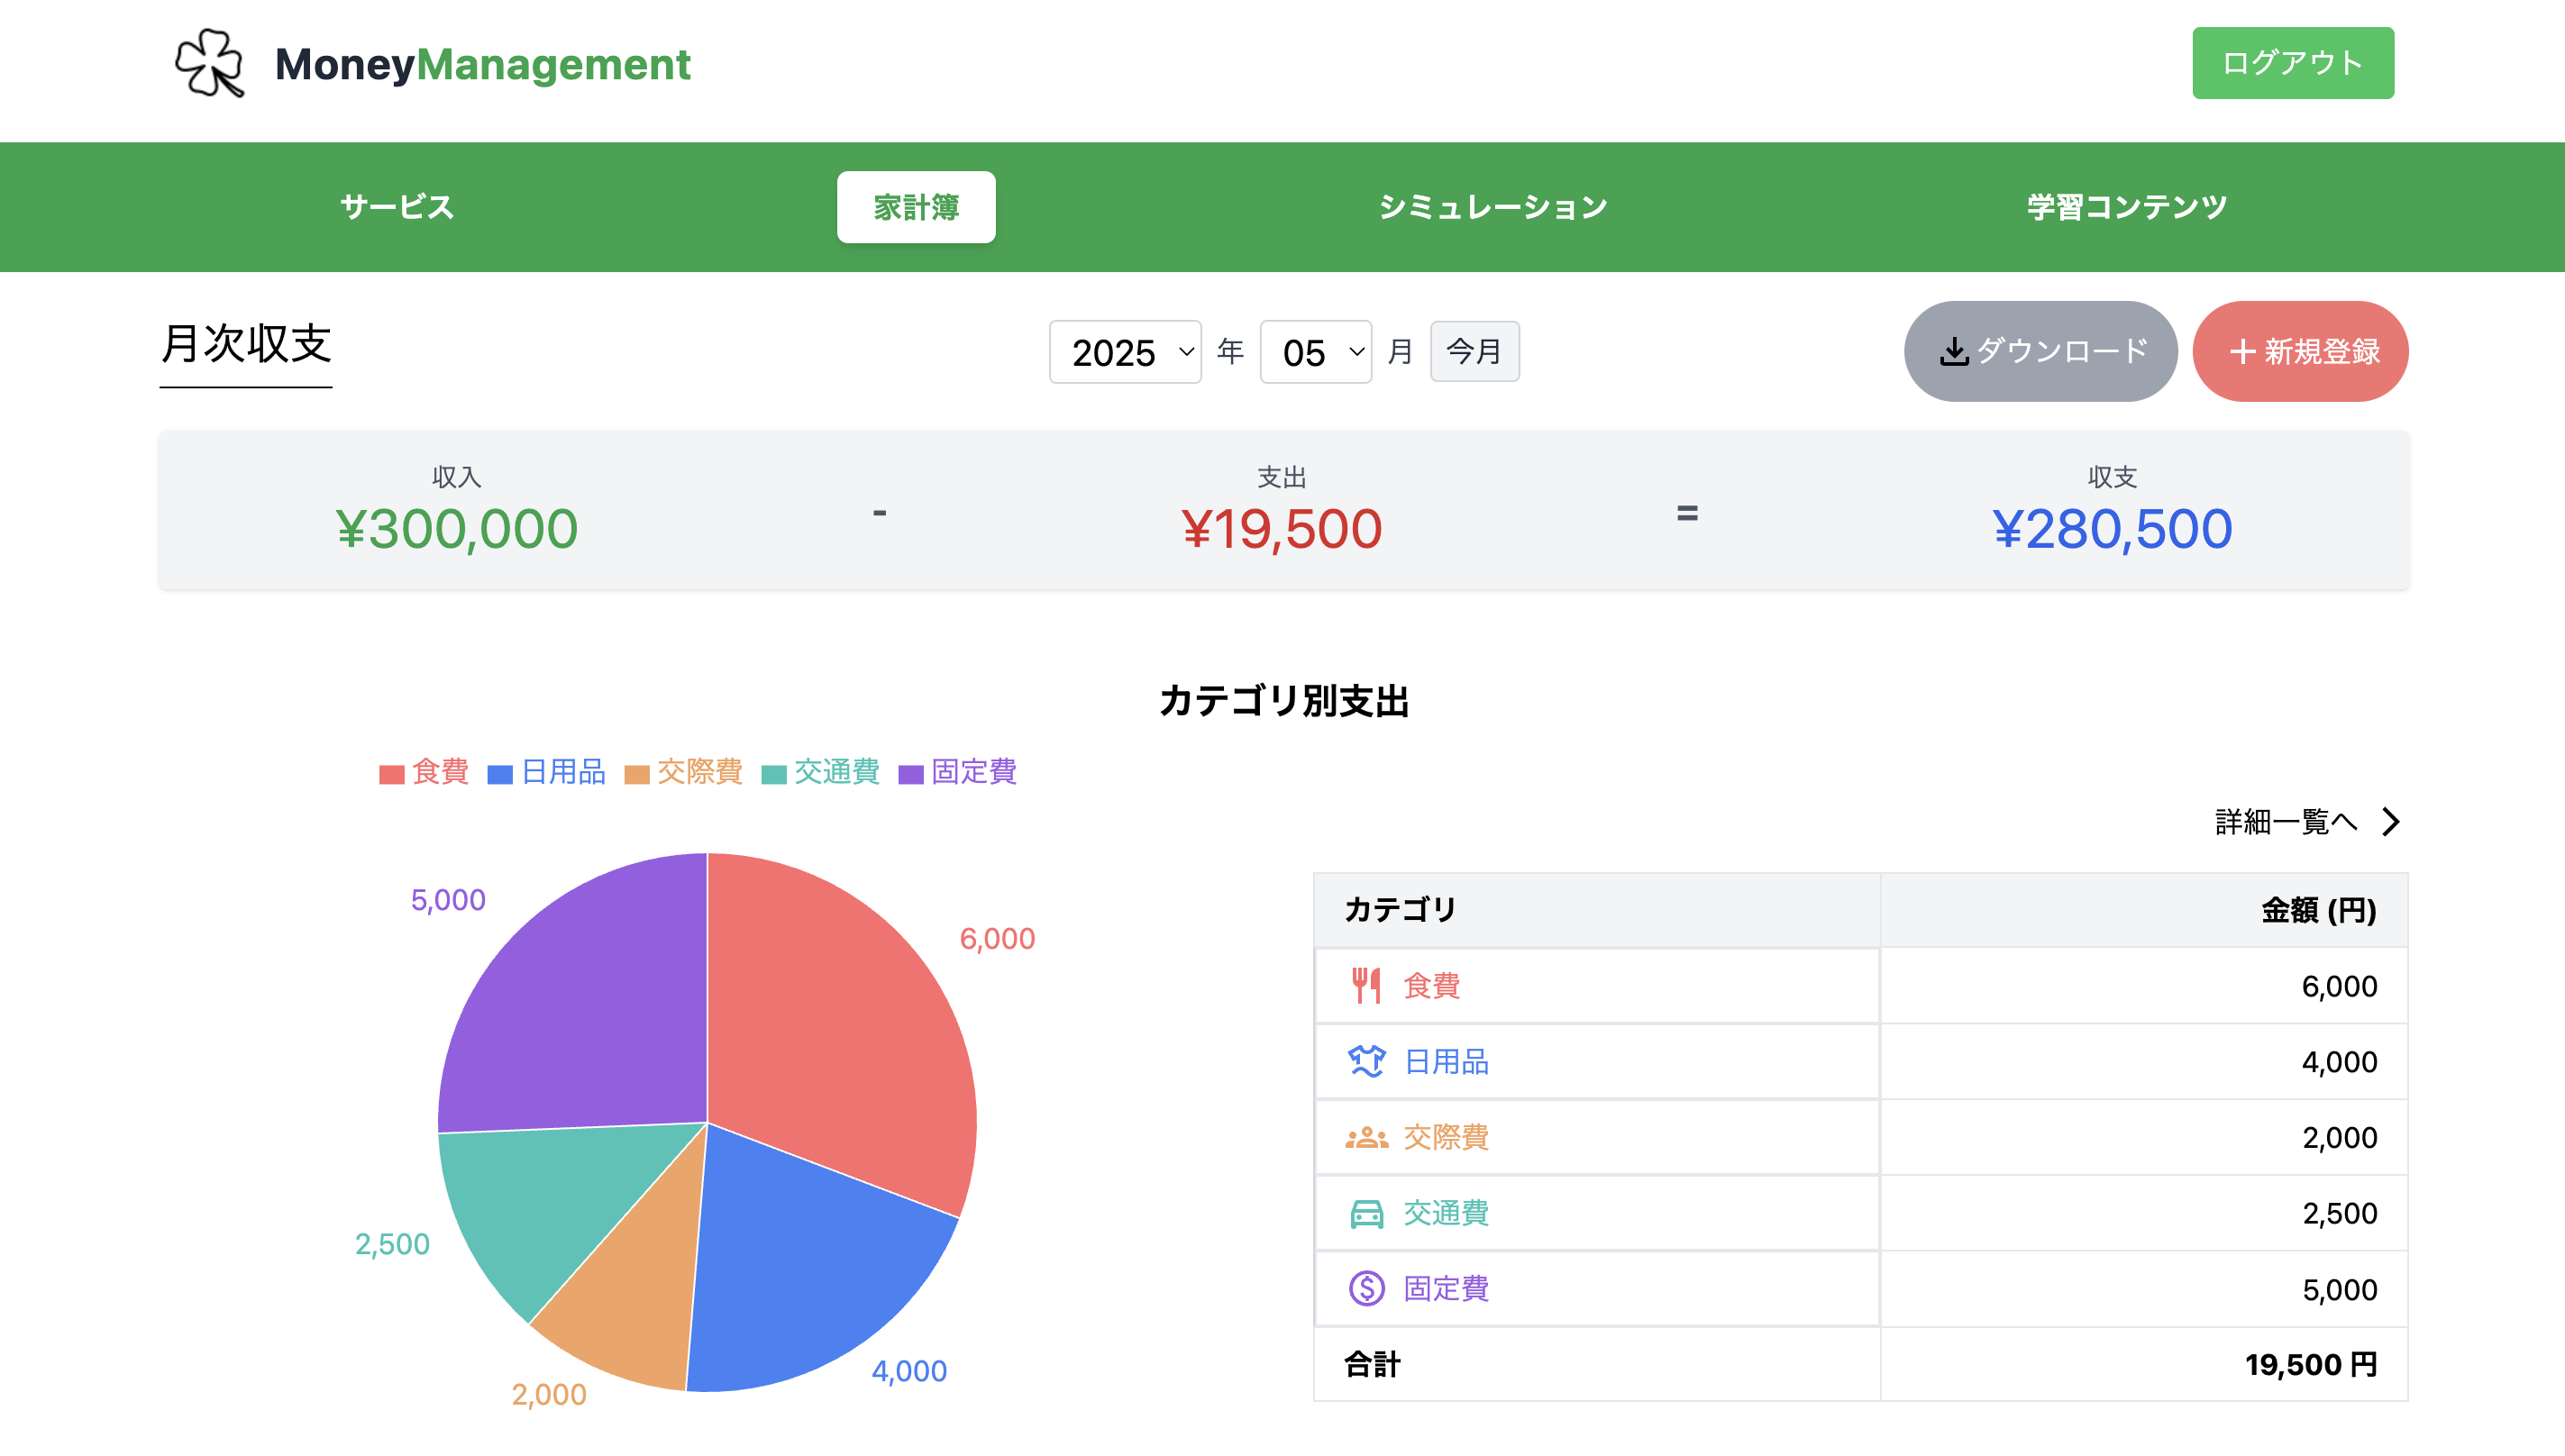 MoneyManagement
ログアウト
サービス
家計簿
シミュレーション
学習コンテンツ
月次収支
2025 年 05 月 今月
ダウンロード
+ 新規登録
収入 支出 収支
¥300,000 - ¥19,500 = ¥280,500
カテゴリ別支出
食費 日用品 交際費 交通費 固定費
5,000
6,000
2,500
2,000
4,000
詳細一覧へ
カテゴリ 金額 (円)
食費 6,000
日用品 4,000
交際費 2,000
交通費 2,500
固定費 5,000
合計 19,500 円